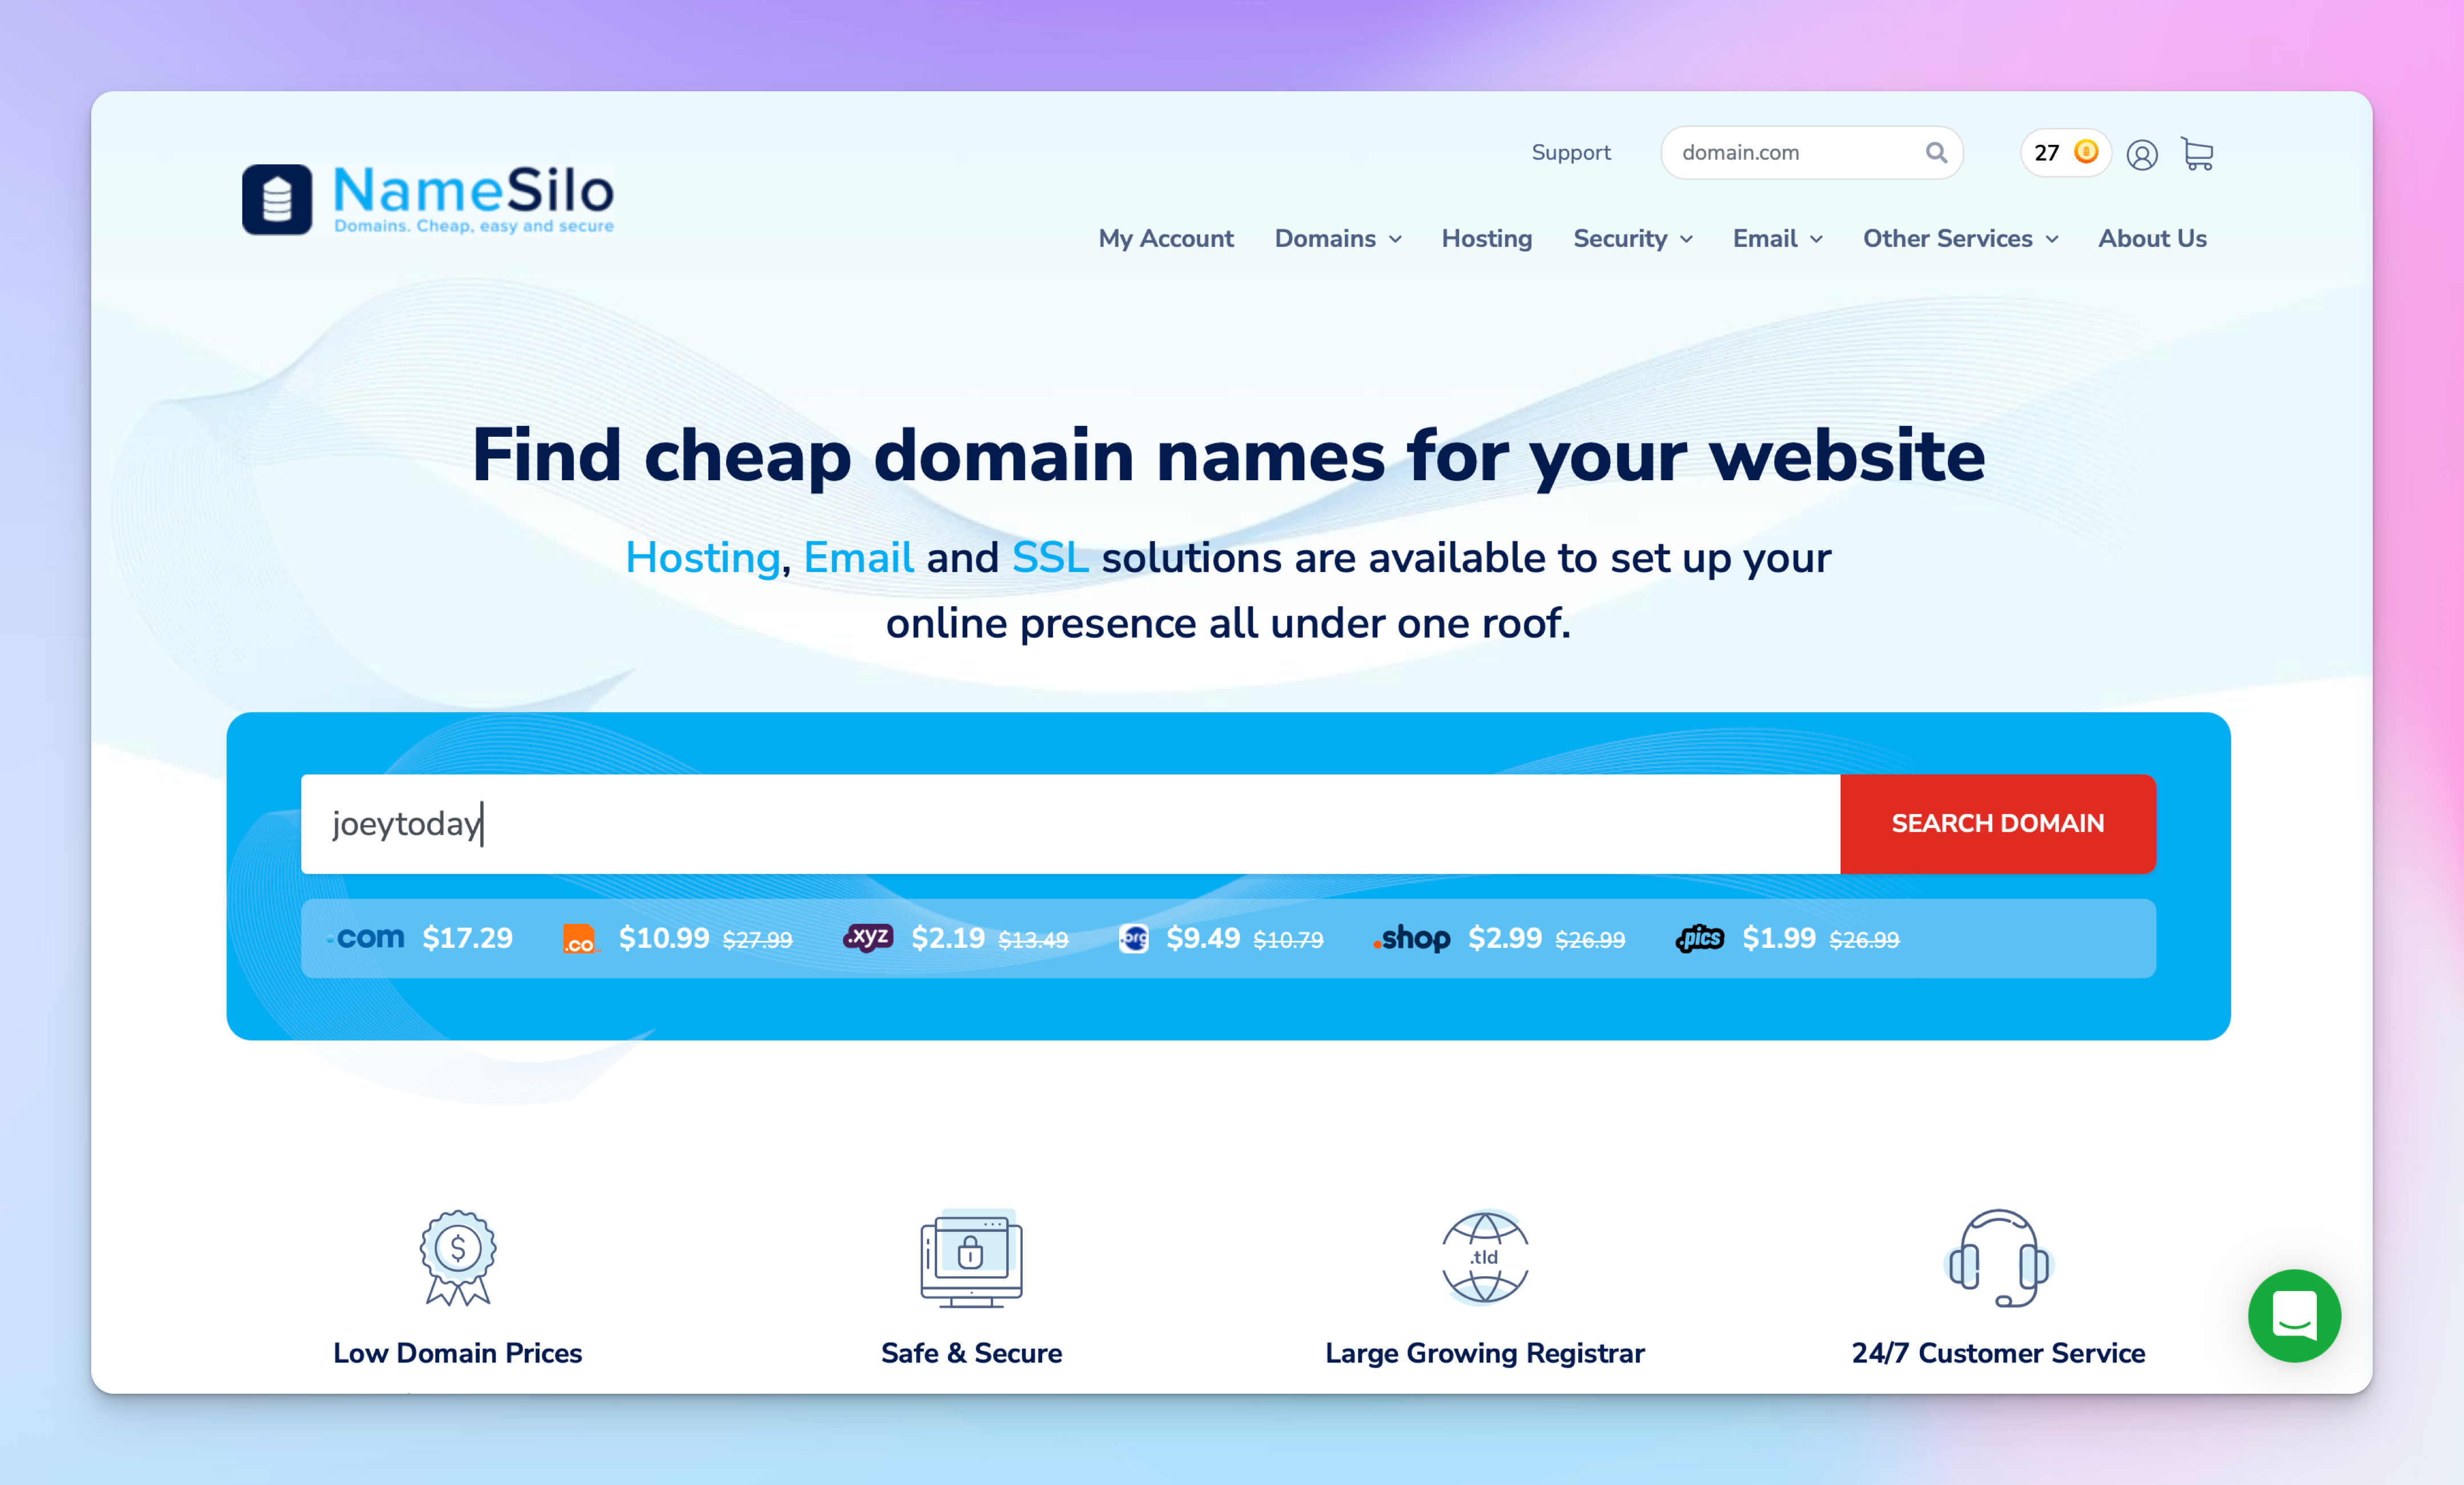 NameSilo
Domains. Cheap, easy and secure
Support
domain.com
27
My Account
Domains
Hosting
Security
Email
Other Services
About Us
Find cheap domain names for your website
Hosting, Email and SSL solutions are available to set up your
online presence all under one roof.
joeytoday
SEARCH DOMAIN
.com $17.29 .co $10.99 $27.99 .xyz $2.19 $13.49 .org $9.49 $10.79 .shop $2.99 $26.99 .pics $1.99 $26.99
$
.tld
Low Domain Prices
Safe & Secure
Large Growing Registrar
24/7 Customer Service